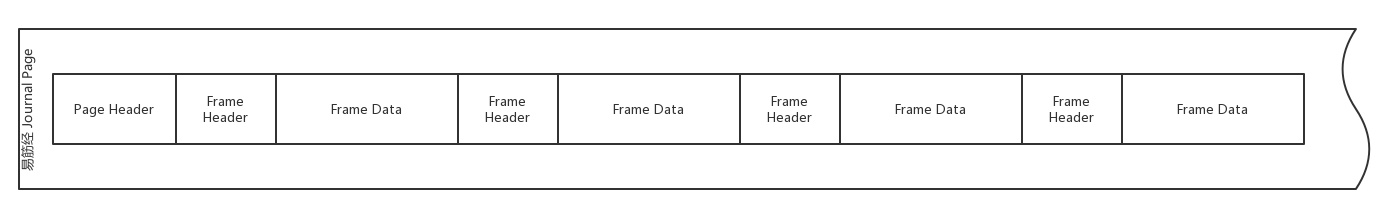 易筋经 Journal Page
Page Header
Frame
Header
Frame Data
Frame
Header
Frame Data
Frame
Header
Frame Data
Frame
Header
Frame Data